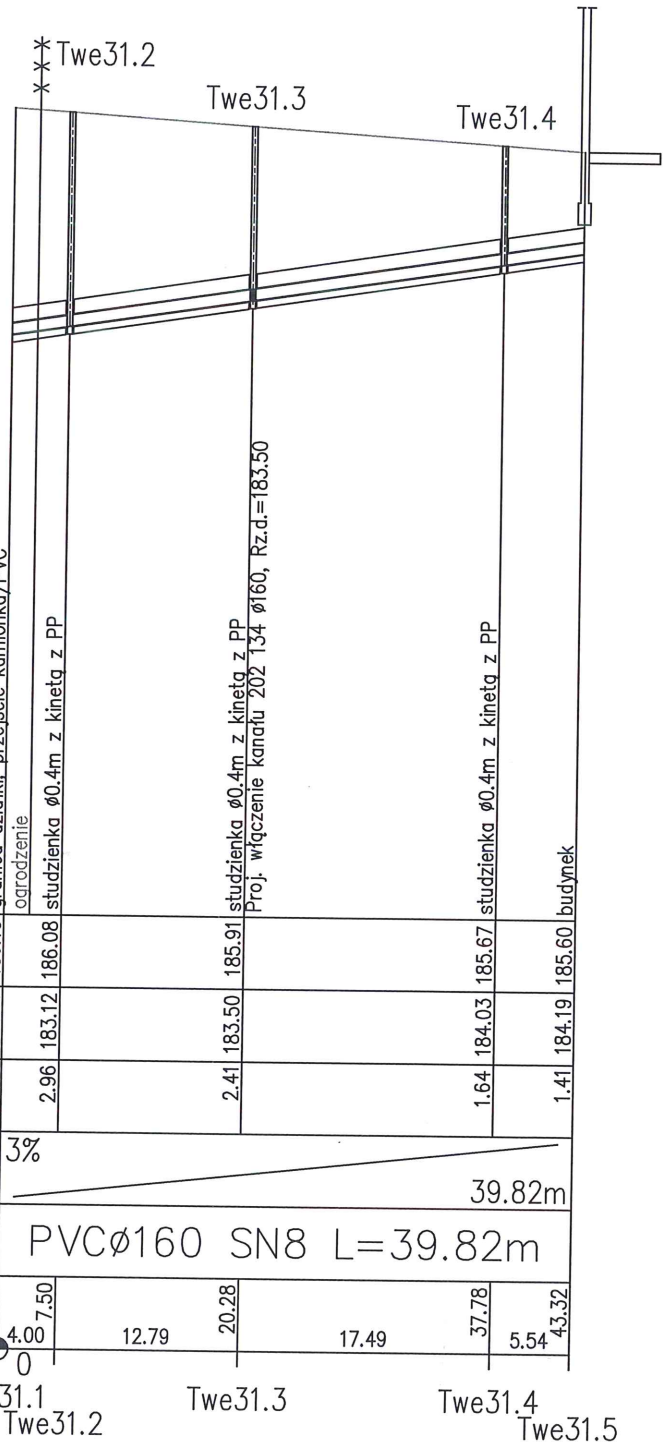 Twe31.2
Twe31.3
Twe31.4
ogrodzenie
studzienka ø0.4m z kinetą z PP
studzienka ø0.4m z kinetą z PP
Proj. włączenie kanału 202 134 ø160, Rz.d.=183.50
studzienka ø0.4m z kinetą z PP
budynek
186.08
185.91
185.67
185.60
183.12
183.50
184.03
184.19
2.96
2.41
1.64
1.41
3%
39.82m
PVCø160 SN8 L=39.82m
7.50
20.28
37.78
43.32
4.00
12.79
17.49
5.54
0
31.1
Twe31.2
Twe31.3
Twe31.4
Twe31.5